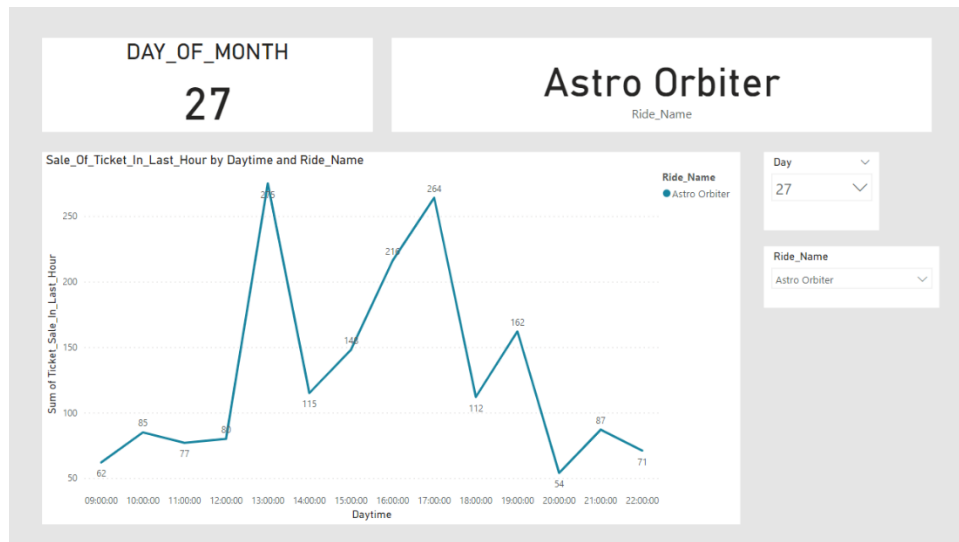 DAY_OF_MONTH
27
Astro Orbiter
Ride_Name
Sale_Of_Ticket_In_Last_Hour by Daytime and Ride_Name
Ride_Name
Astro Orbiter
Day
27
Ride_Name
Astro Orbiter
Sum of Ticket_Sale_In_Last_Hour
250
200
150
100
50
62
85
77
80
115
216
264
112
162
54
87
71
09:00:00 10:00:00 11:00:00 12:00:00 13:00:00 14:00:00 15:00:00 16:00:00 17:00:00 18:00:00 19:00:00 20:00:00 21:00:00 22:00:00
Daytime